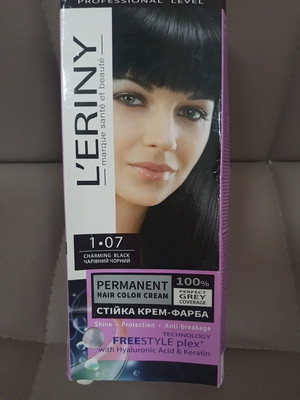 PROFESSIONAL LEVEL
L'ERINY
marque santé et beauté
1•07
CHARMING BLACK
ЧАРІВНИЙ ЧОРНИЙ
PERMANENT
HAIR COLOR CREAM
100%
PERFECT
GREY
COVERAGE
СТІЙКА КРЕМ-ФАРБА
Shine • Protection • Anti-breakage
TECHNOLOGY
FREESTYLE plex
with Hyaluronic Acid & Keratin